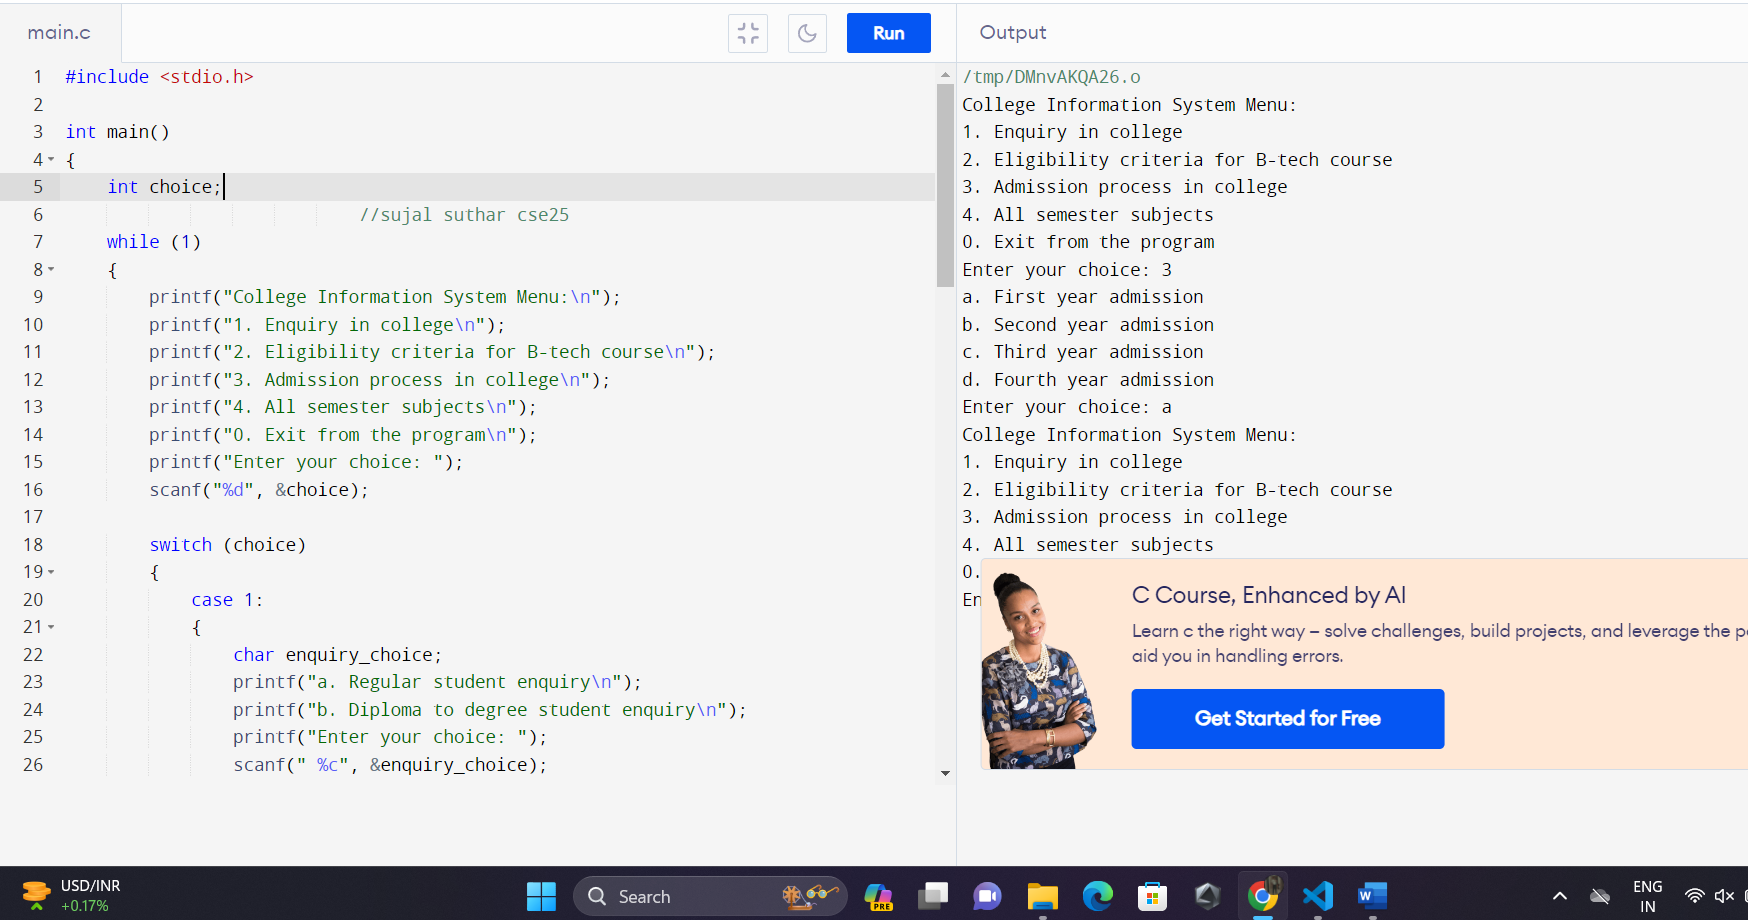 main.c
Run
Output
1 #include <stdio.h>
2
3 int main()
4 {
5 int choice;
6 //sujal suthar cse25
7 while (1)
8 {
9 printf("College Information System Menu:\n");
10 printf("1. Enquiry in college\n");
11 printf("2. Eligibility criteria for B-tech course\n");
12 printf("3. Admission process in college\n");
13 printf("4. All semester subjects\n");
14 printf("0. Exit from the program\n");
15 printf("Enter your choice: ");
16 scanf("%d", &choice);
17
18 switch (choice)
19 {
20 case 1:
21 {
22 char enquiry_choice;
23 printf("a. Regular student enquiry\n");
24 printf("b. Diploma to degree student enquiry\n");
25 printf("Enter your choice: ");
26 scanf(" %c", &enquiry_choice);
/tmp/DMnvAKQA26.o
College Information System Menu:
1. Enquiry in college
2. Eligibility criteria for B-tech course
3. Admission process in college
4. All semester subjects
0. Exit from the program
Enter your choice: 3
a. First year admission
b. Second year admission
c. Third year admission
d. Fourth year admission
Enter your choice: a
College Information System Menu:
1. Enquiry in college
2. Eligibility criteria for B-tech course
3. Admission process in college
4. All semester subjects
0.
En
C Course, Enhanced by AI
Learn c the right way – solve challenges, build projects, and leverage the p
aid you in handling errors.
Get Started for Free
USD/INR
+0.17%
Search
PRE
W
ENG
IN